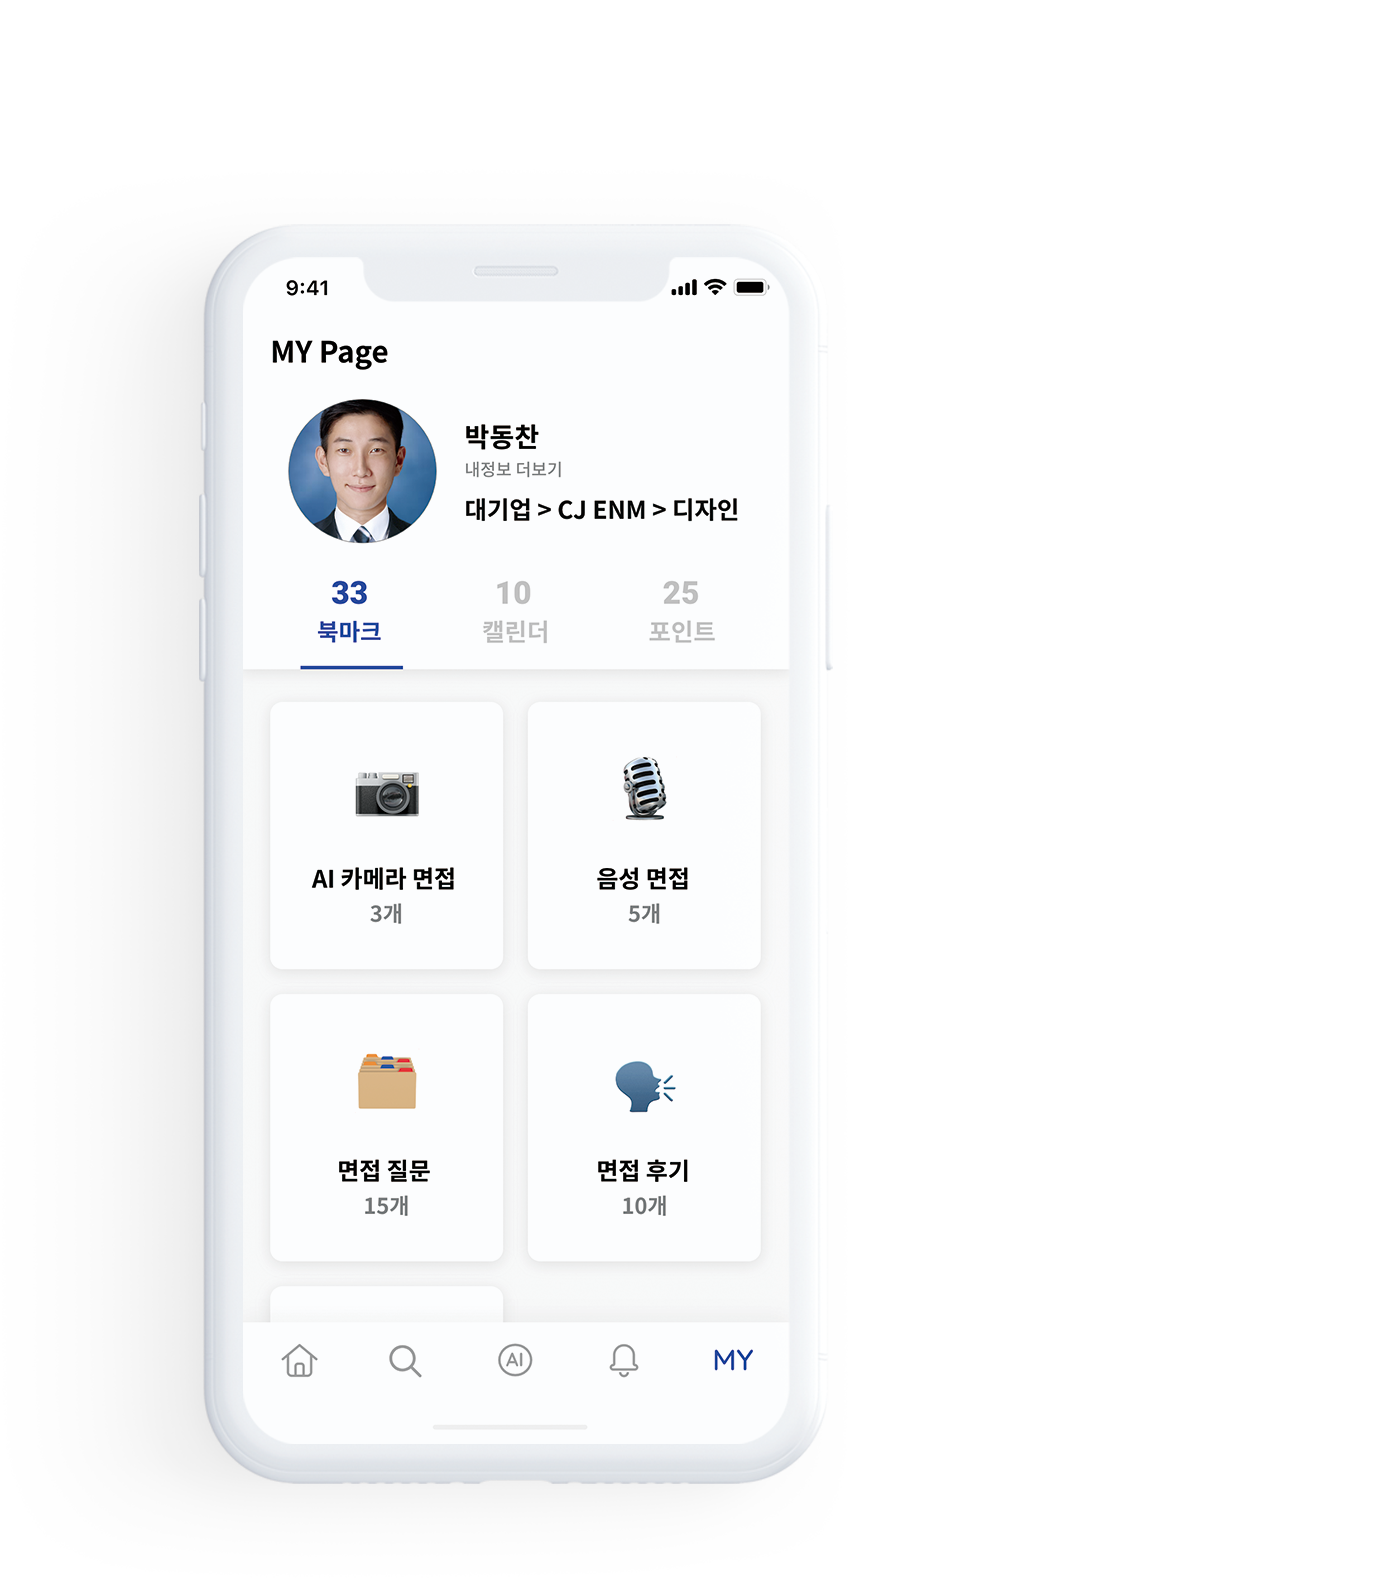 9:41
MY Page
박동찬
내정보 더보기
대기업 > CJ ENM > 디자인
33
북마크
10
캘린더
25
포인트
AI 카메라 면접
3개
음성 면접
5개
면접 질문
15개
면접 후기
10개
AI
MY